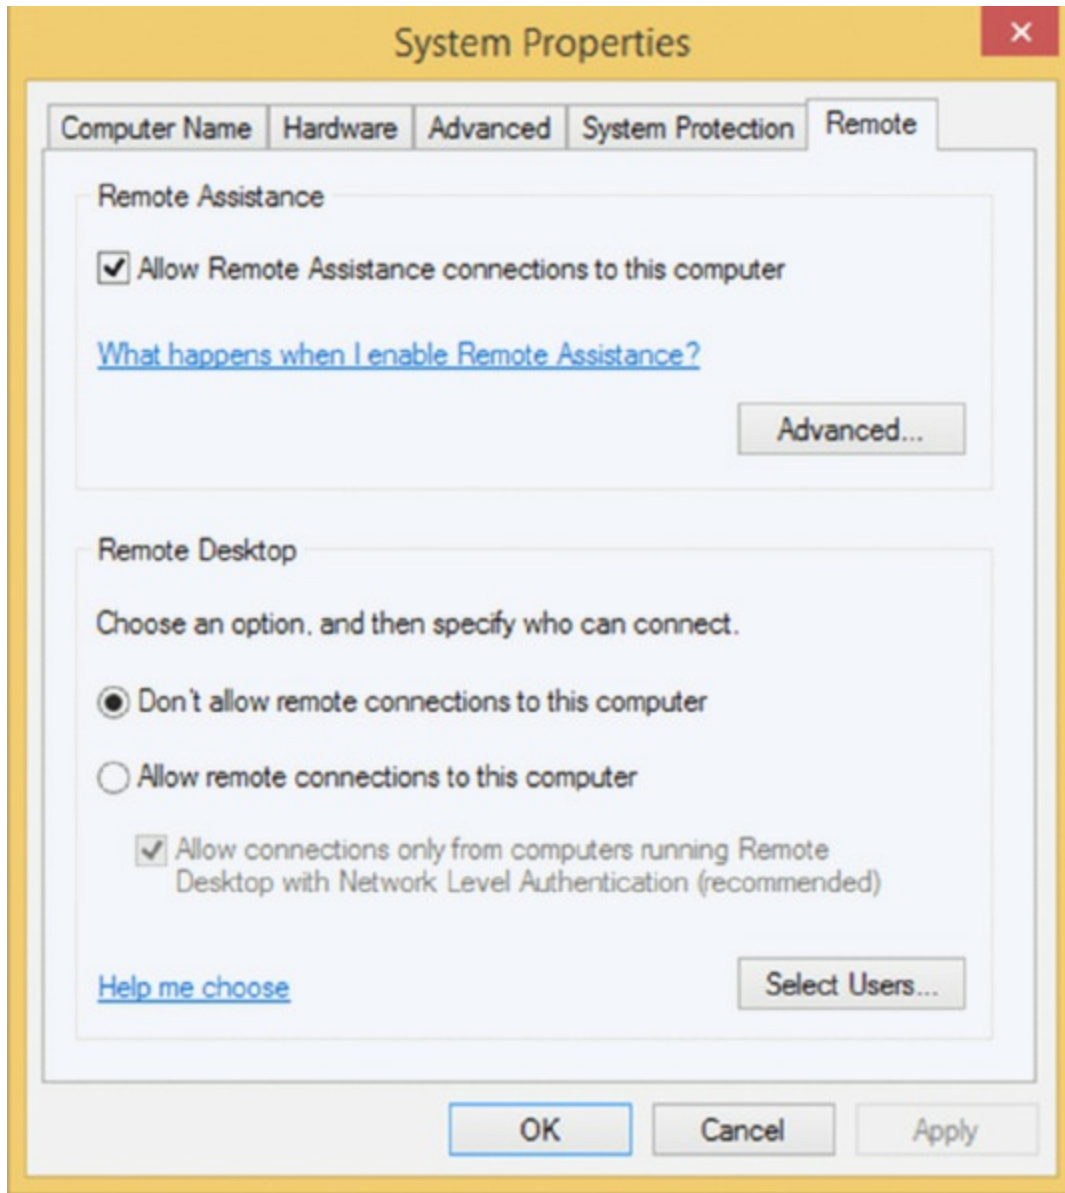 System Properties
Computer Name Hardware Advanced System Protection Remote
Remote Assistance
Allow Remote Assistance connections to this computer
What happens when I enable Remote Assistance?
Advanced...
Remote Desktop
Choose an option, and then specify who can connect.
Don't allow remote connections to this computer
Allow remote connections to this computer
Allow connections only from computers running Remote
Desktop with Network Level Authentication (recommended)
Help me choose Select Users...
OK Cancel Apply